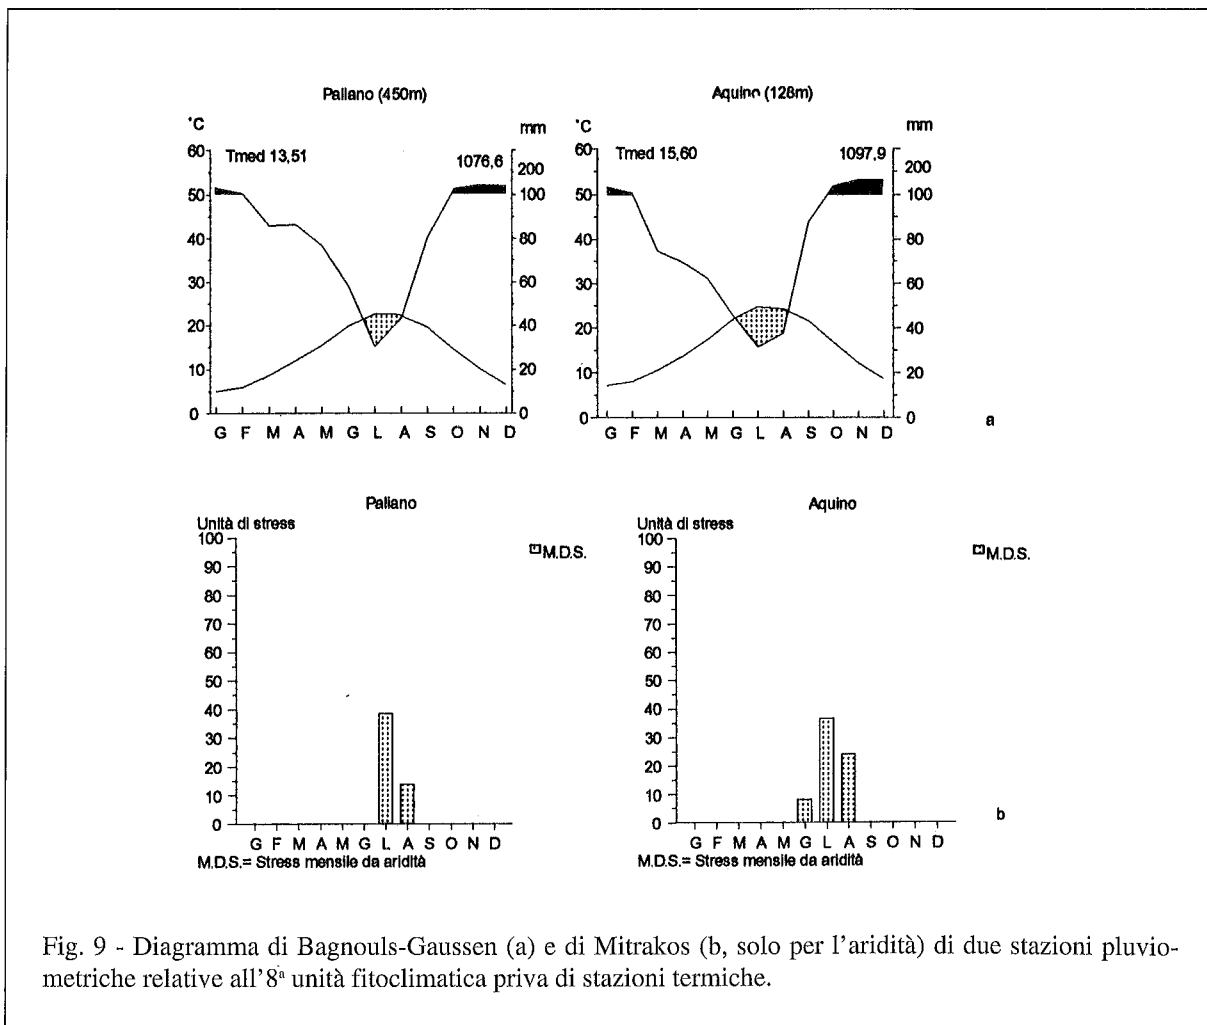 Paliano (450m)
°C
mm
Tmed 13,51
1076,6
60
50
40
30
20
10
0
200
100
80
60
40
20
0
G F M A M G L A S O N D
Aquino (126m)
°C
mm
Tmed 15,60
1097,9
60
50
40
30
20
10
0
200
100
80
60
40
20
0
G F M A M G L A S O N D
a
Paliano
Unità di stress
100
90
80
70
60
50
40
30
20
10
0
M.D.S.
G F M A M G L A S O N D
M.D.S.= Stress mensile da aridità
Aquino
Unità di stress
100
90
80
70
60
50
40
30
20
10
0
M.D.S.
G F M A M G L A S O N D
M.D.S.= Stress mensile da aridità
b
Fig. 9 - Diagramma di Bagnouls-Gaussen (a) e di Mitrakos (b, solo per l'aridità) di due stazioni pluvio-
metriche relative all'8ª unità fitoclimatica priva di stazioni termiche.